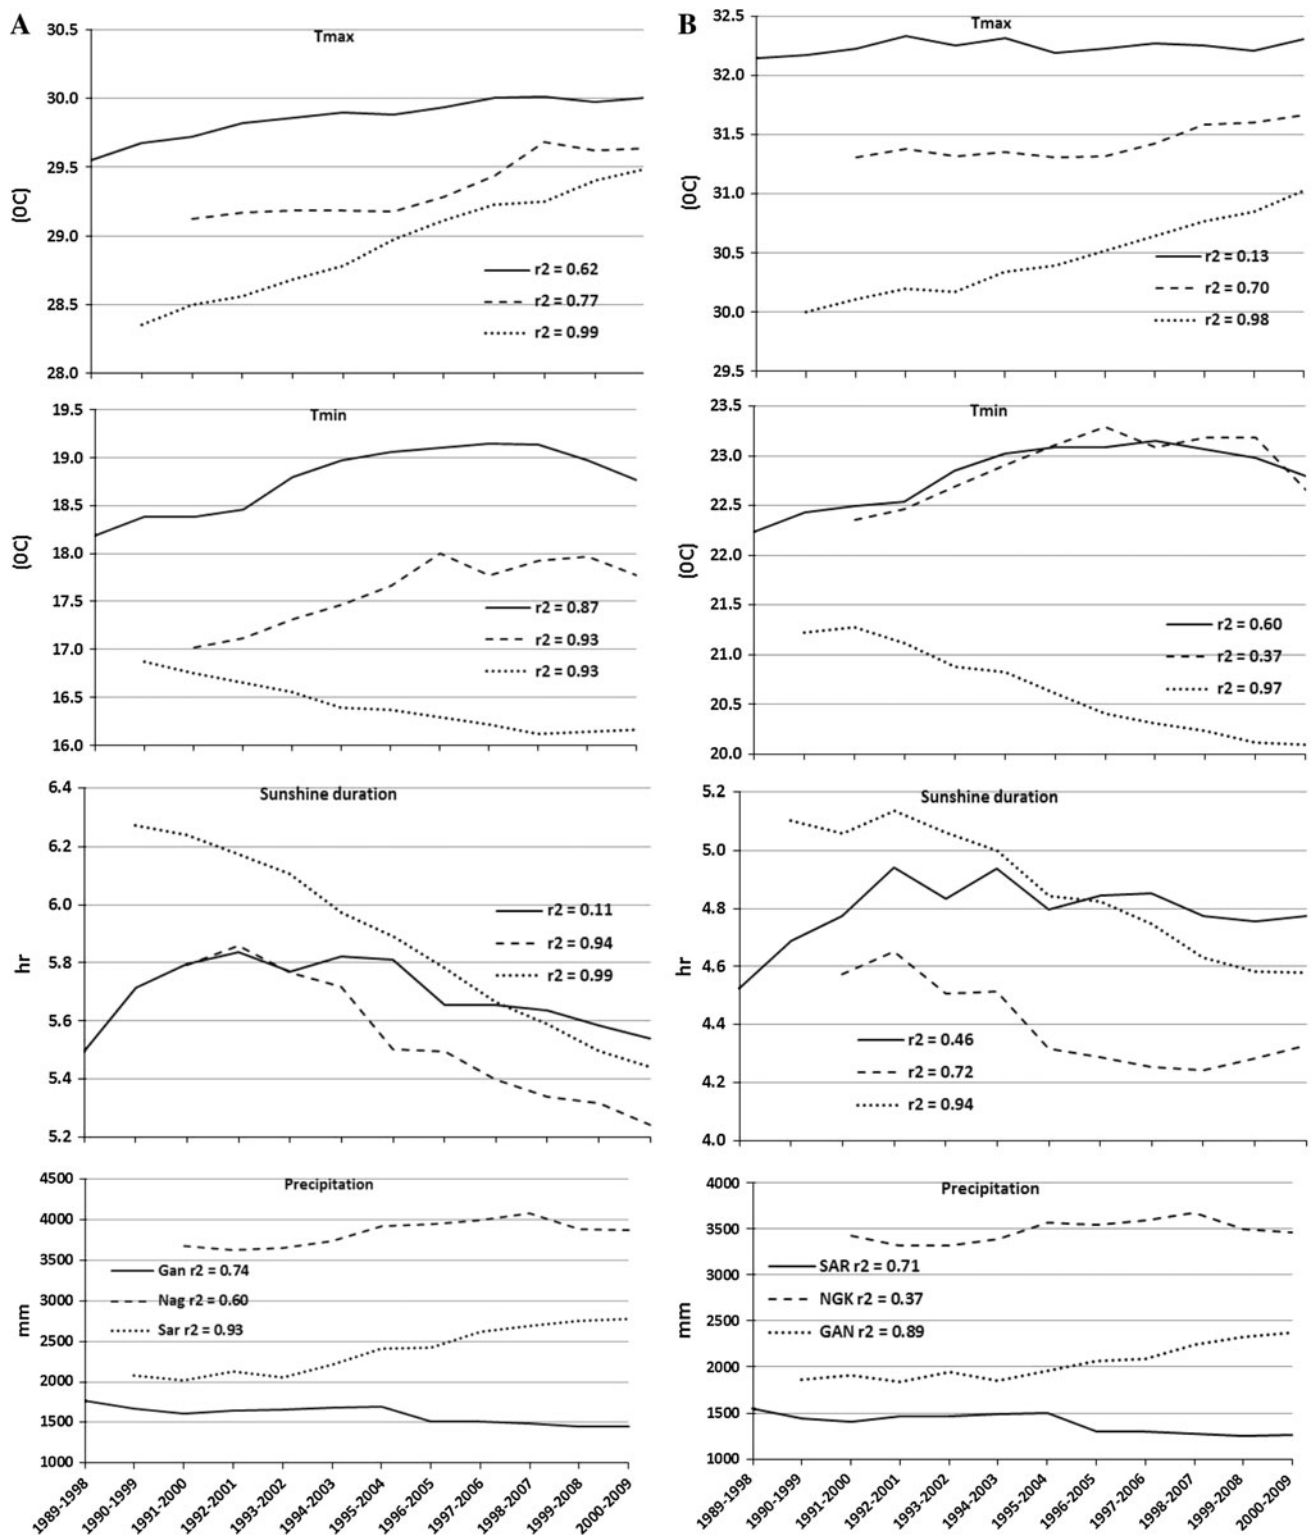 A
Tmax
30.5
30.0
29.5
29.0
28.5
28.0
(0C)
r2 = 0.62
r2 = 0.77
r2 = 0.99
Tmin
19.5
19.0
18.5
18.0
17.5
17.0
16.5
16.0
(0C)
r2 = 0.87
r2 = 0.93
r2 = 0.93
Sunshine duration
6.4
6.2
6.0
5.8
5.6
5.4
5.2
hr
r2 = 0.11
r2 = 0.94
r2 = 0.99
Precipitation
4500
4000
3500
3000
2500
2000
1500
1000
mm
Gan r2 = 0.74
Nag r2 = 0.60
Sar r2 = 0.93
1989-1998
1990-1999
1991-2000
1992-2001
1993-2002
1994-2003
1995-2004
1996-2005
1997-2006
1998-2007
1999-2008
2000-2009
B
Tmax
32.5
32.0
31.5
31.0
30.5
30.0
29.5
(0C)
r2 = 0.13
r2 = 0.70
r2 = 0.98
Tmin
23.5
23.0
22.5
22.0
21.5
21.0
20.5
20.0
(0C)
r2 = 0.60
r2 = 0.37
r2 = 0.97
Sunshine duration
5.2
5.0
4.8
4.6
4.4
4.2
4.0
hr
r2 = 0.46
r2 = 0.72
r2 = 0.94
Precipitation
4000
3500
3000
2500
2000
1500
1000
mm
SAR r2 = 0.71
NGK r2 = 0.37
GAN r2 = 0.89
1989-1998
1990-1999
1991-2000
1992-2001
1993-2002
1994-2003
1995-2004
1996-2005
1997-2006
1998-2007
1999-2008
2000-2009